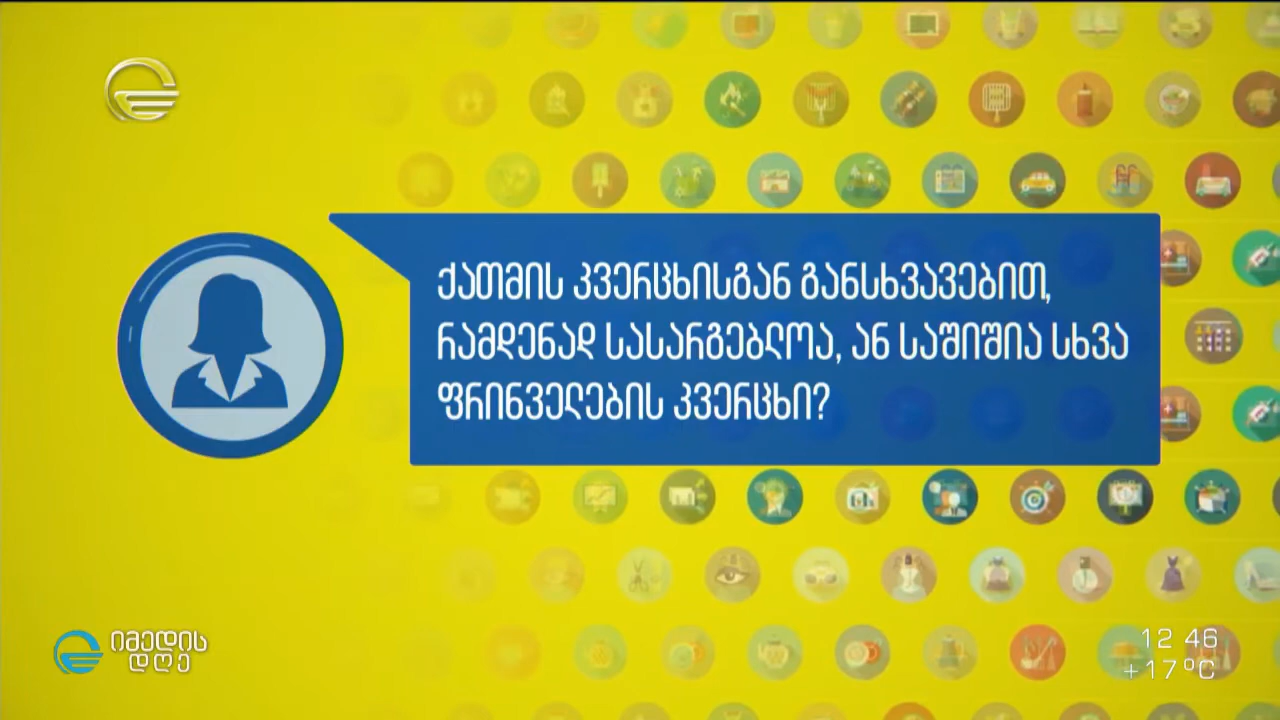 ქათმის კვერცხისგან განსხვავებით,
რამდენად სასარგებლოა, ან საშიშია სხვა
ფრინველების კვერცხი?
იმედის
დღე
12 46
+17°C